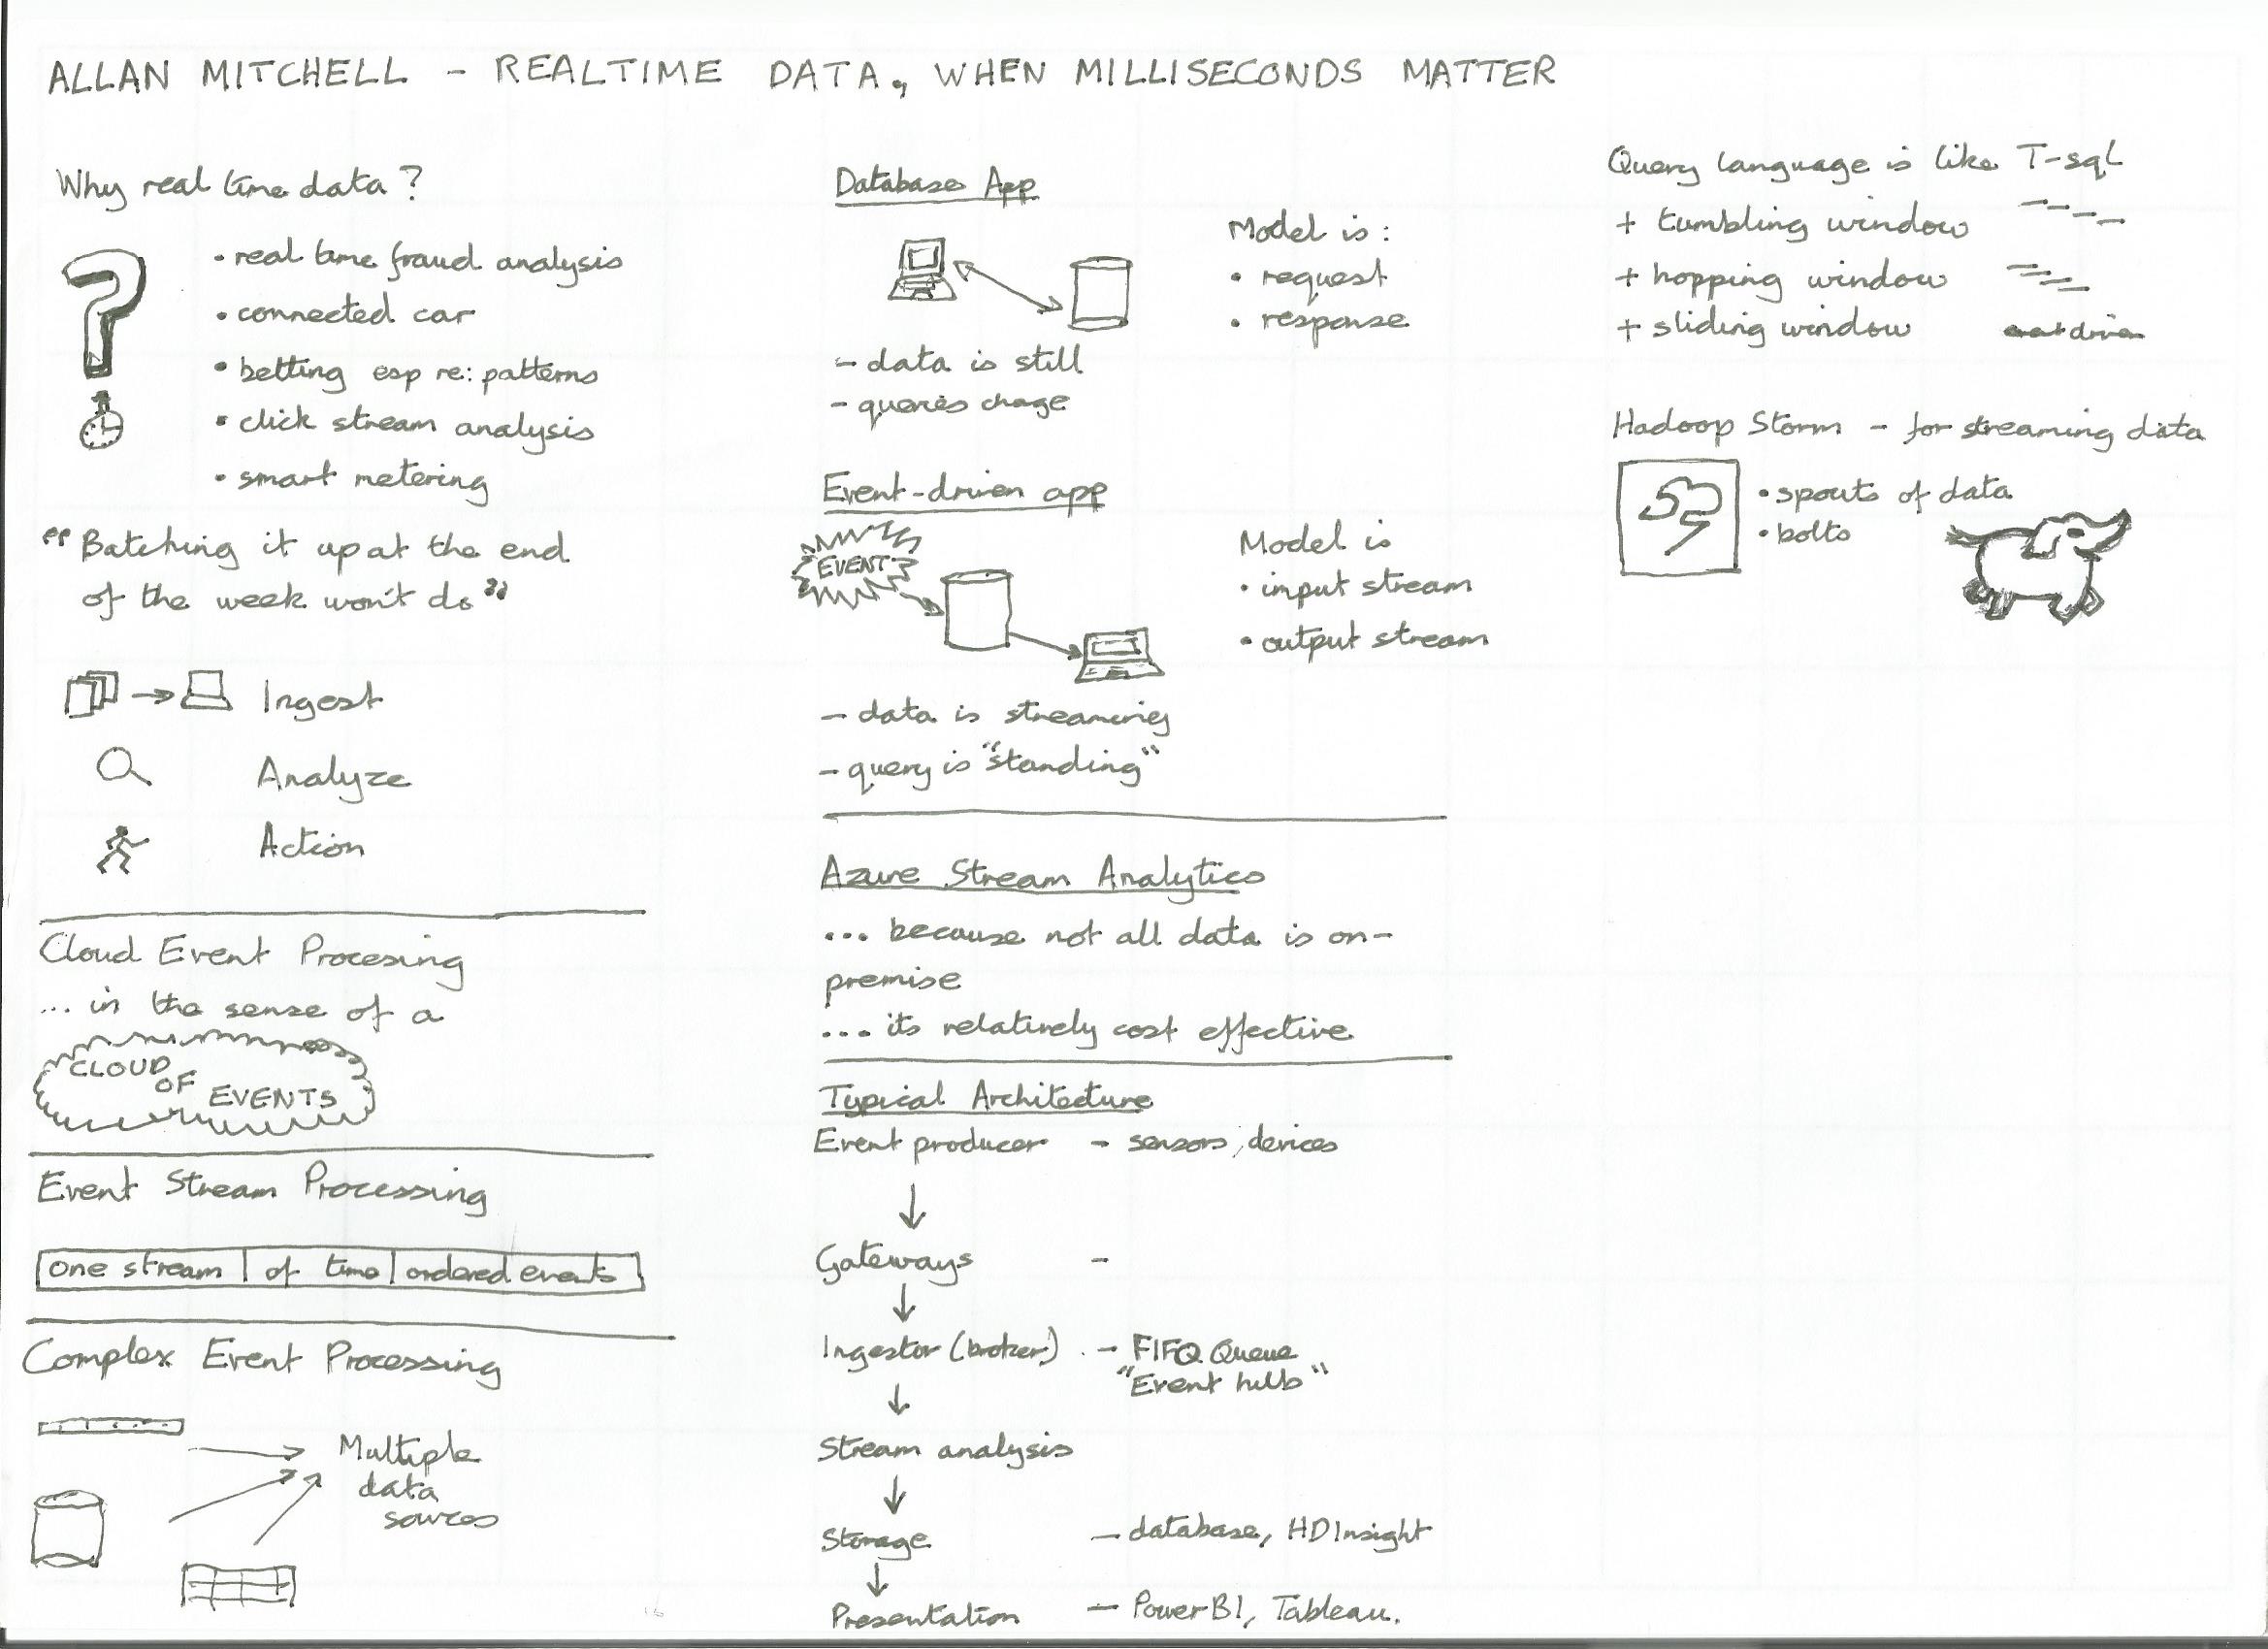 ALLAN MITCHELL - REALTIME DATA, WHEN MILLISECONDS MATTER
Why real time data?
• real time fraud analysis
• connected car
• betting esp re: patterns
• click stream analysis
• smart metering
"Batching it up at the end
of the week won't do"
Ingest
Analyze
Action
Cloud Event Procesing
... in the sense of a
CLOUD
OF
EVENTS
Event Stream Processing
one stream of time ordered events
Complex Event Processing
Multiple
data
sources
Database App
Model is:
• request
• response
- data is still
- queries chage
Event-driven app
EVENT
Model is
• input stream
• output stream
- data is streaming
- query is "standing"
Azure Stream Analytics
... because not all data is on-
premise
... its relatively cost effective
Typical Architecture
Event producer - sensors, devices
Gateways -
Ingestor (broker) - FIFO Queue
"Event hub"
Stream analysis
Storage - database, HDInsight
Presentation - PowerBI, Tableau.
Query language is like T-sql
+ tumbling window
+ hopping window
+ sliding window event driven
Hadoop Storm - for streaming data
• spouts of data
• bolts